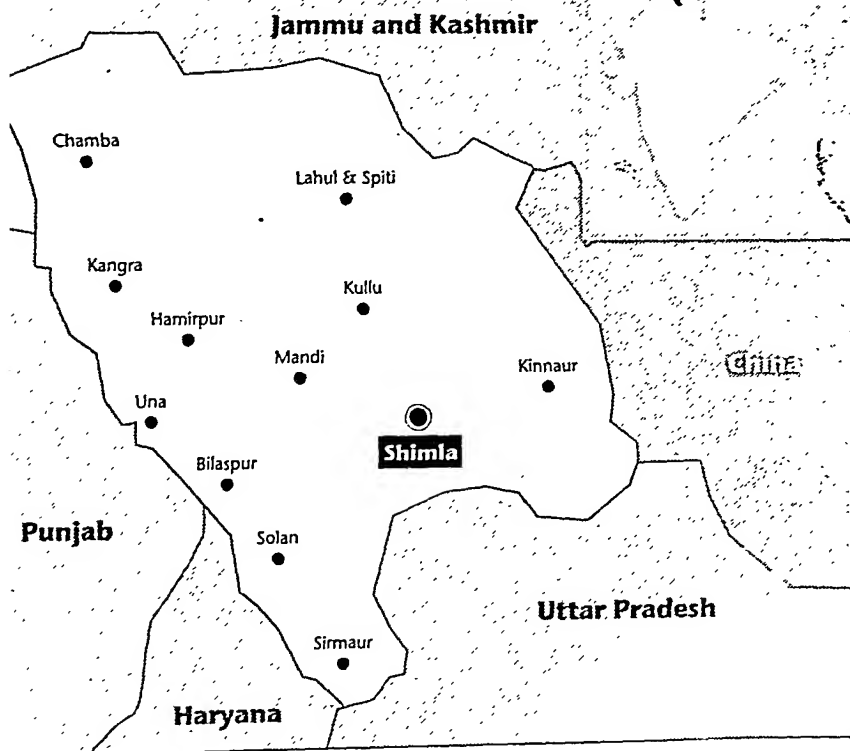 Jammu and Kashmir
Chamba
Lahul & Spiti
Kangra
Kullu
Hamirpur
Mandi
Kinnaur
China
Una
Shimla
Bilaspur
Punjab
Solan
Uttar Pradesh
Sirmaur
Haryana